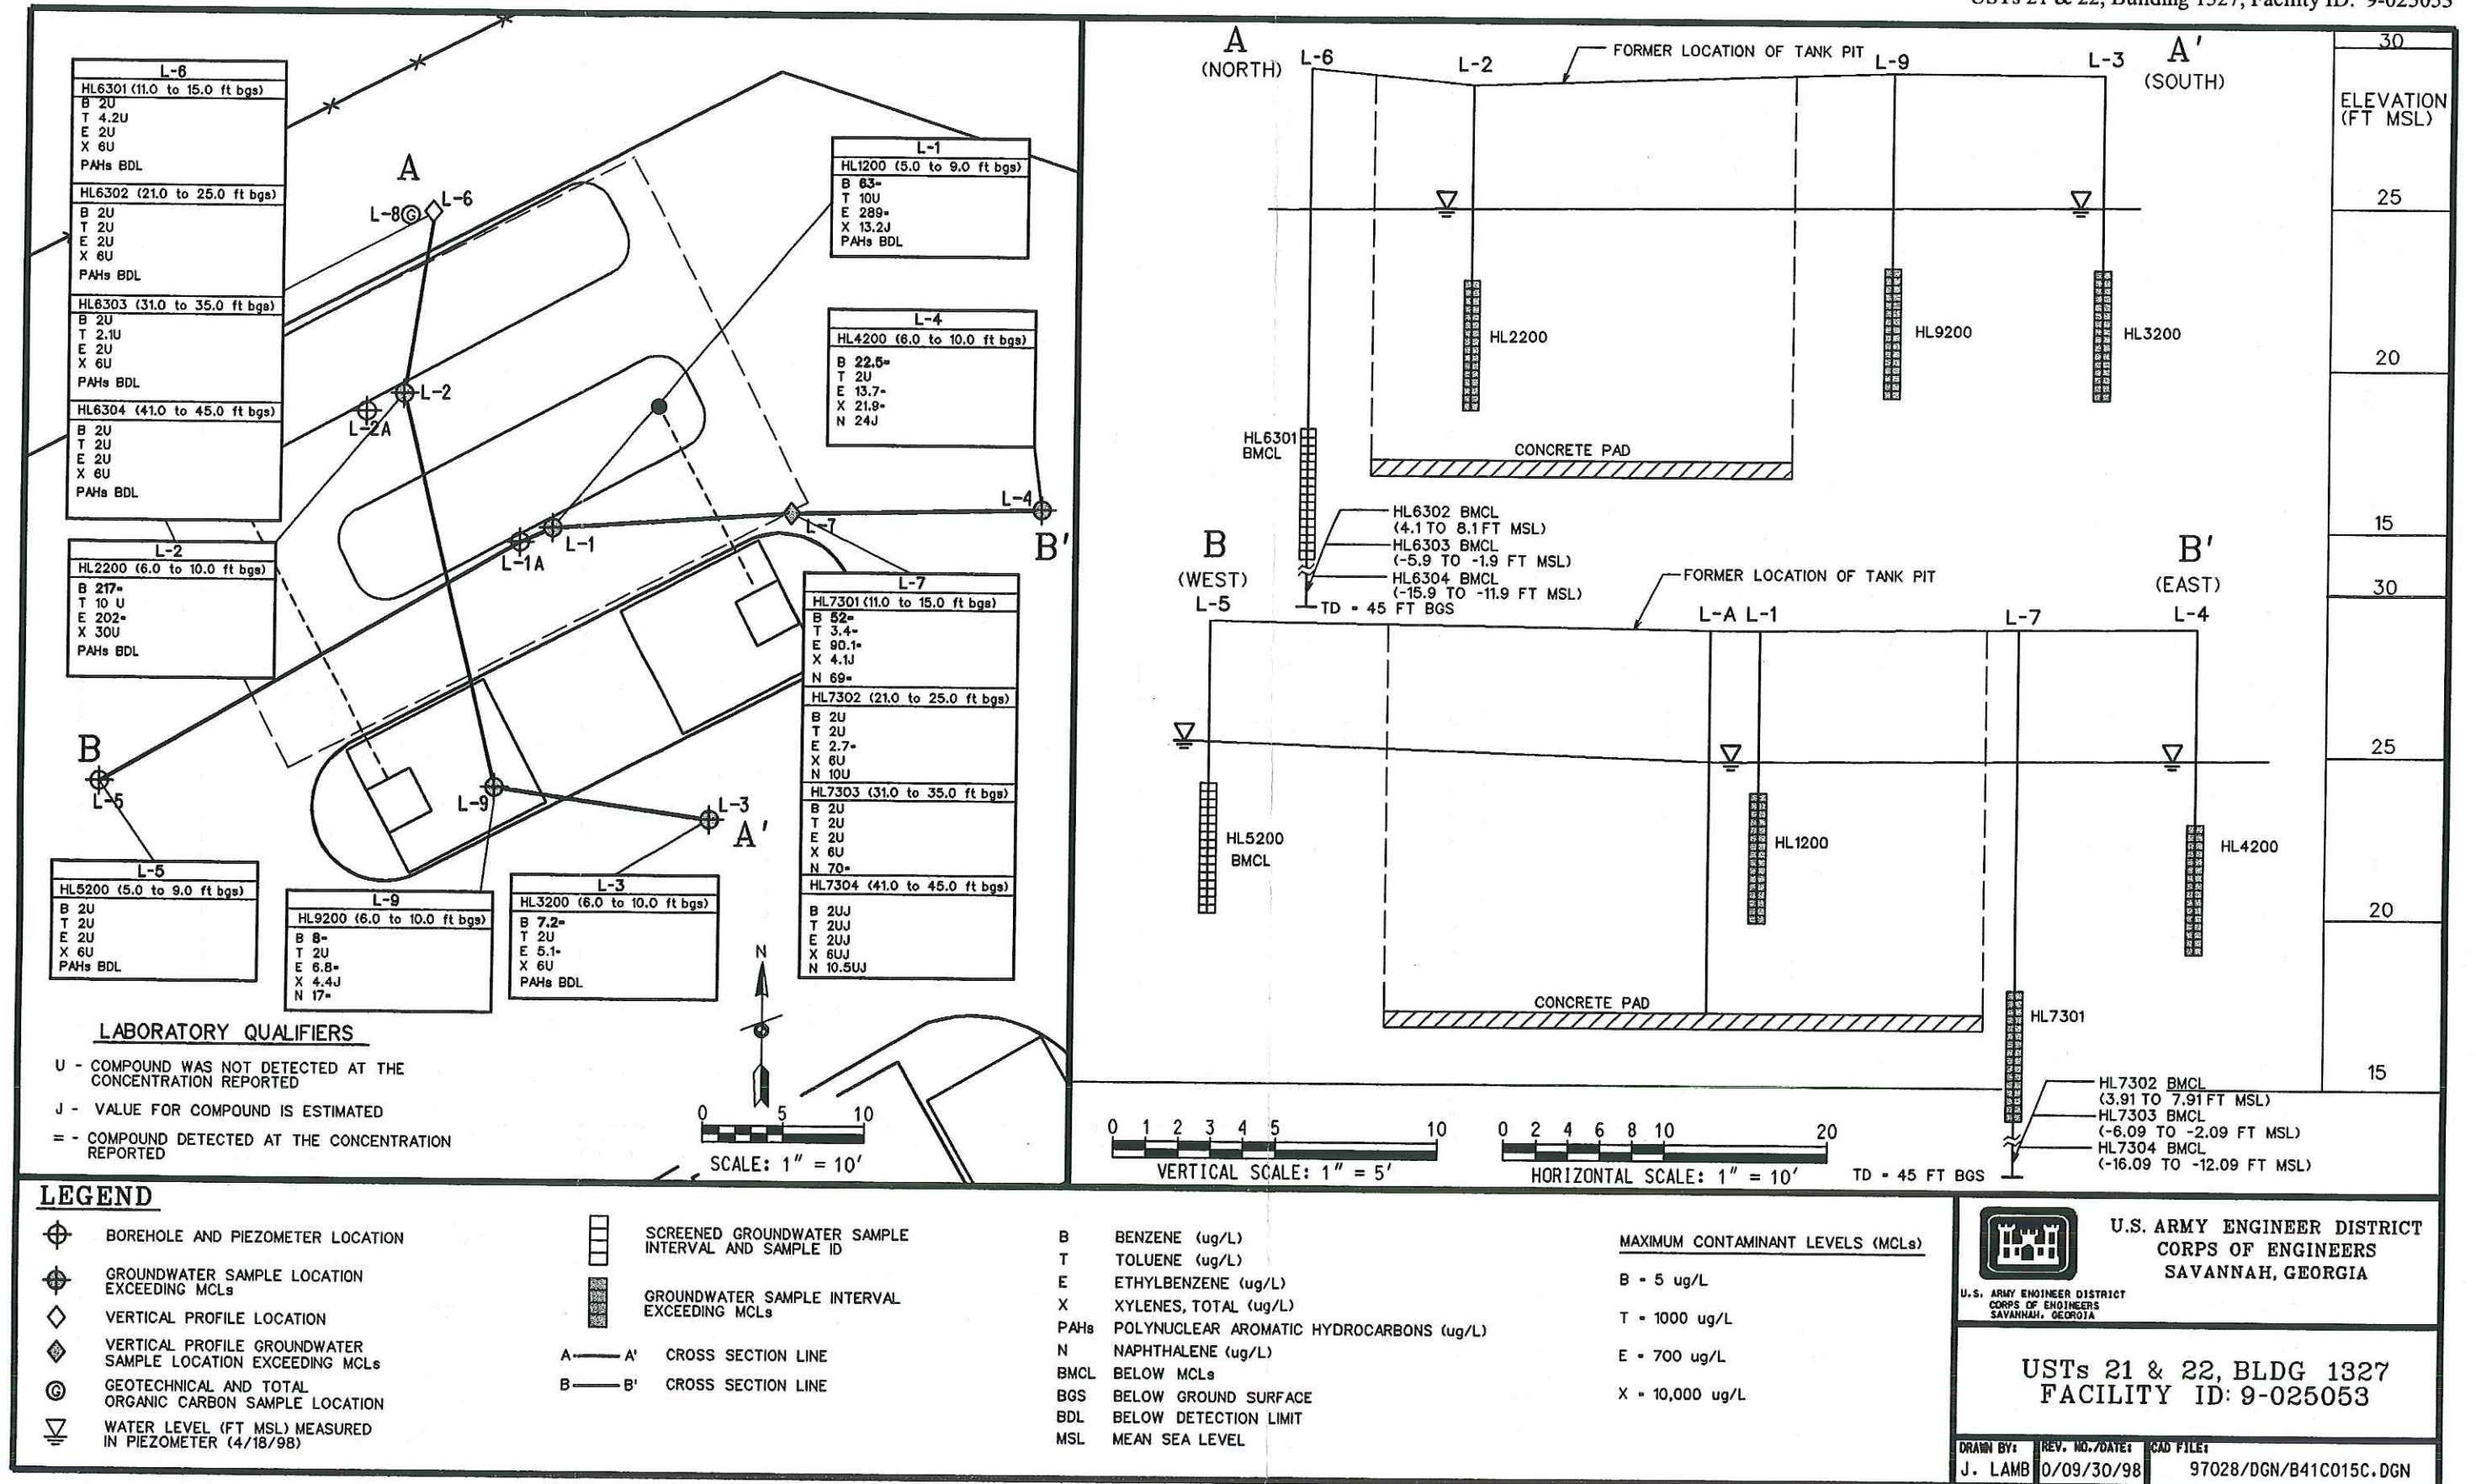 USTs 21 & 22, Building 1327, Facility ID: 9-025053
L-6
HL6301 (11.0 to 15.0 ft bgs)
B 2U
T 4.2U
E 2U
X 6U
PAHs BDL
HL6302 (21.0 to 25.0 ft bgs)
B 2U
T 2U
E 2U
X 6U
PAHs BDL
HL6303 (31.0 to 35.0 ft bgs)
B 2U
T 2.1U
E 2U
X 6U
PAHs BDL
HL6304 (41.0 to 45.0 ft bgs)
B 2U
T 2U
E 2U
X 6U
PAHs BDL
L-2
HL2200 (6.0 to 10.0 ft bgs)
B 217=
T 10 U
E 202=
X 30U
PAHs BDL
A
L-8
G
L-6
L-2
L-2A
L-1
L-1A
L-7
L-4
B'
B
L-5
L-9
L-3
A'
L-1
HL1200 (5.0 to 9.0 ft bgs)
B 63=
T 10U
E 289=
X 13.2J
PAHs BDL
L-4
HL4200 (6.0 to 10.0 ft bgs)
B 22.5=
T 2U
E 13.7=
X 21.9=
N 24J
L-7
HL7301 (11.0 to 15.0 ft bgs)
B 52=
T 3.4=
E 90.1=
X 4.1J
N 69=
HL7302 (21.0 to 25.0 ft bgs)
B 2U
T 2U
E 2.7=
X 6U
N 10U
HL7303 (31.0 to 35.0 ft bgs)
B 2U
T 2U
E 2U
X 6U
N 70=
HL7304 (41.0 to 45.0 ft bgs)
B 2UJ
T 2UJ
E 2UJ
X 6UJ
N 10.5UJ
L-5
HL5200 (5.0 to 9.0 ft bgs)
B 2U
T 2U
E 2U
X 6U
PAHs BDL
L-9
HL9200 (6.0 to 10.0 ft bgs)
B 8=
T 2U
E 6.8=
X 4.4J
N 17=
L-3
HL3200 (6.0 to 10.0 ft bgs)
B 7.2=
T 2U
E 5.1=
X 6U
PAHs BDL
LABORATORY QUALIFIERS
U - COMPOUND WAS NOT DETECTED AT THE
CONCENTRATION REPORTED
J - VALUE FOR COMPOUND IS ESTIMATED
= - COMPOUND DETECTED AT THE CONCENTRATION
REPORTED
N
0 5 10
SCALE: 1" = 10'
A
(NORTH)
L-6
L-2
FORMER LOCATION OF TANK PIT
L-9
L-3
A'
(SOUTH)
30
ELEVATION
(FT MSL)
25
20
15
HL2200
HL9200
HL3200
HL6301
BMCL
CONCRETE PAD
HL6302 BMCL
(4.1 TO 8.1 FT MSL)
HL6303 BMCL
(-5.9 TO -1.9 FT MSL)
HL6304 BMCL
(-15.9 TO -11.9 FT MSL)
TD = 45 FT BGS
B
(WEST)
L-5
FORMER LOCATION OF TANK PIT
L-A
L-1
L-7
B'
(EAST)
L-4
30
25
20
15
HL5200
BMCL
HL1200
HL4200
CONCRETE PAD
HL7301
HL7302 BMCL
(3.91 TO 7.91 FT MSL)
HL7303 BMCL
(-6.09 TO -2.09 FT MSL)
HL7304 BMCL
(-16.09 TO -12.09 FT MSL)
TD = 45 FT BGS
0 1 2 3 4 5 10
VERTICAL SCALE: 1" = 5'
0 2 4 6 8 10 20
HORIZONTAL SCALE: 1" = 10'
LEGEND
BOREHOLE AND PIEZOMETER LOCATION
GROUNDWATER SAMPLE LOCATION
EXCEEDING MCLs
VERTICAL PROFILE LOCATION
VERTICAL PROFILE GROUNDWATER
SAMPLE LOCATION EXCEEDING MCLs
G GEOTECHNICAL AND TOTAL
ORGANIC CARBON SAMPLE LOCATION
WATER LEVEL (FT MSL) MEASURED
IN PIEZOMETER (4/18/98)
SCREENED GROUNDWATER SAMPLE
INTERVAL AND SAMPLE ID
GROUNDWATER SAMPLE INTERVAL
EXCEEDING MCLs
A A' CROSS SECTION LINE
B B' CROSS SECTION LINE
B BENZENE (ug/L)
T TOLUENE (ug/L)
E ETHYLBENZENE (ug/L)
X XYLENES, TOTAL (ug/L)
PAHs POLYNUCLEAR AROMATIC HYDROCARBONS (ug/L)
N NAPHTHALENE (ug/L)
BMCL BELOW MCLs
BGS BELOW GROUND SURFACE
BDL BELOW DETECTION LIMIT
MSL MEAN SEA LEVEL
MAXIMUM CONTAMINANT LEVELS (MCLs)
B = 5 ug/L
T = 1000 ug/L
E = 700 ug/L
X = 10,000 ug/L
U.S. ARMY ENGINEER DISTRICT
CORPS OF ENGINEERS
SAVANNAH, GEORGIA
U.S. ARMY ENGINEER DISTRICT
CORPS OF ENGINEERS
SAVANNAH, GEORGIA
USTs 21 & 22, BLDG 1327
FACILITY ID: 9-025053
DRAWN BY:
J. LAMB
REV. NO./DATE:
0/09/30/98
CAD FILE:
97028/DGN/B41C015C.DGN